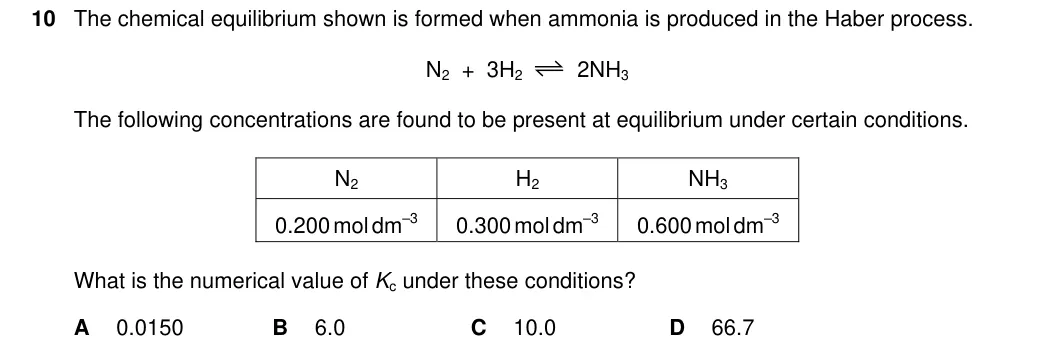 10 The chemical equilibrium shown is formed when ammonia is produced in the Haber process.
N₂ + 3H₂ ⇌ 2NH₃
The following concentrations are found to be present at equilibrium under certain conditions.
N₂ H₂ NH₃
0.200 mol dm⁻³ 0.300 mol dm⁻³ 0.600 mol dm⁻³
What is the numerical value of Kc under these conditions?
A 0.0150 B 6.0 C 10.0 D 66.7